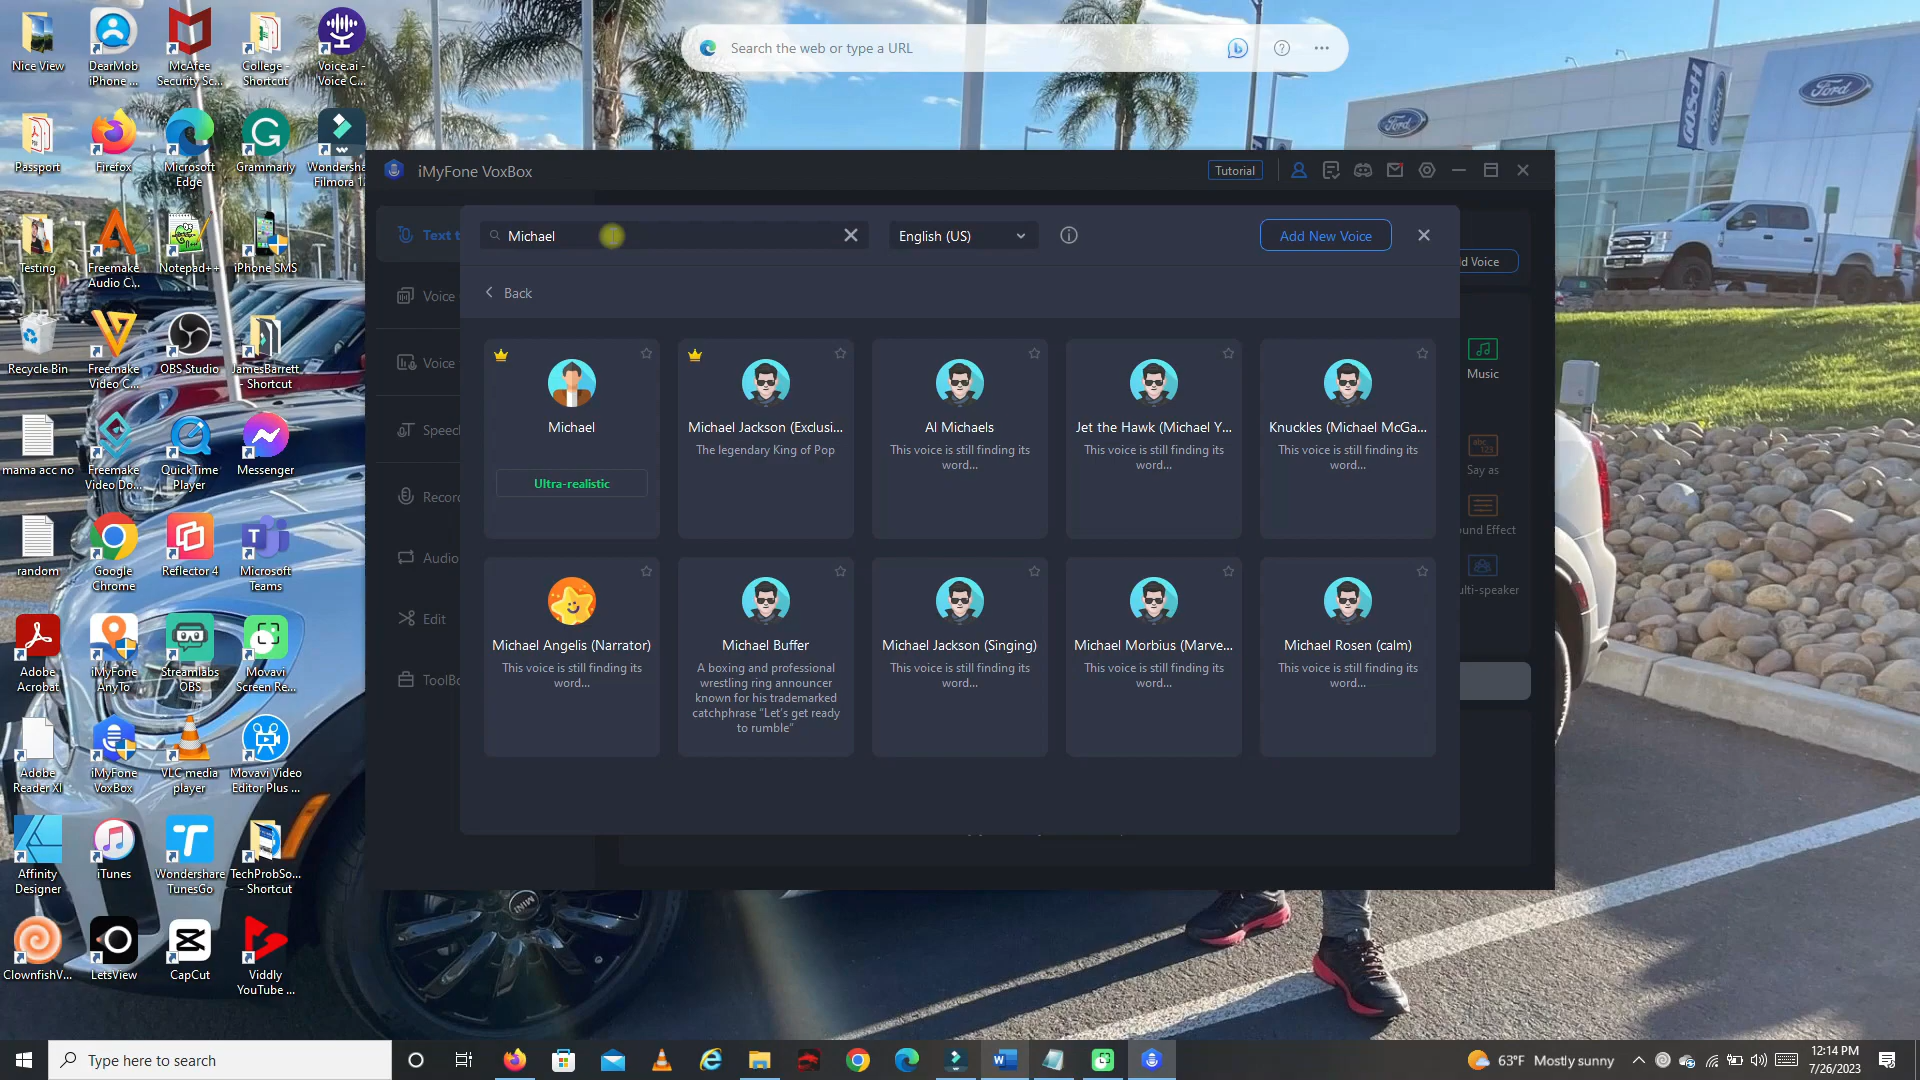 Search the web or type a URL
Nice View
DearMob
iPhone ...
McAfee
Security Sc...
College -
Shortcut
Voice.ai -
Voice C...
Passport
Firefox
Microsoft
Edge
Grammarly
Wondersha
Filmora 1
Testing
Freemake
Audio C...
Notepad++
iPhone SMS
Recycle Bin
Freemake
Video C...
OBS Studio
JamesBarrett
- Shortcut
mama acc no
Freemake
Video Do...
QuickTime
Player
Messenger
random
Google
Chrome
Reflector 4
Microsoft
Teams
Adobe
Acrobat
iMyFone
AnyTo
Streamlabs
OBS
Movavi
Screen Re...
Adobe
Reader XI
iMyFone
VoxBox
VLC media
player
Movavi Video
Editor Plus ...
Affinity
Designer
iTunes
Wondershare
TunesGo
TechProbSo...
- Shortcut
ClownfishV...
LetsView
CapCut
Viddly
YouTube ...
iMyFone VoxBox
Tutorial
Text t
Voice
Voice
Speec
Recor
Audio
Edit
ToolBo
Michael
English (US)
Add New Voice
Back
Michael
Ultra-realistic
Michael Jackson (Exclusi...
The legendary King of Pop
Al Michaels
This voice is still finding its
word...
Jet the Hawk (Michael Y...
This voice is still finding its
word...
Knuckles (Michael McGa...
This voice is still finding its
word...
Michael Angelis (Narrator)
This voice is still finding its
word...
Michael Buffer
A boxing and professional
wrestling ring announcer
known for his trademarked
catchphrase “Let’s get ready
to rumble”
Michael Jackson (Singing)
This voice is still finding its
word...
Michael Morbius (Marve...
This voice is still finding its
word...
Michael Rosen (calm)
This voice is still finding its
word...
d Voice
Music
abc
123
Say as
und Effect
ulti-speaker
Ford
Ford
GOSCH
Ford
MINI
Type here to search
63°F Mostly sunny
12:14 PM
7/26/2023